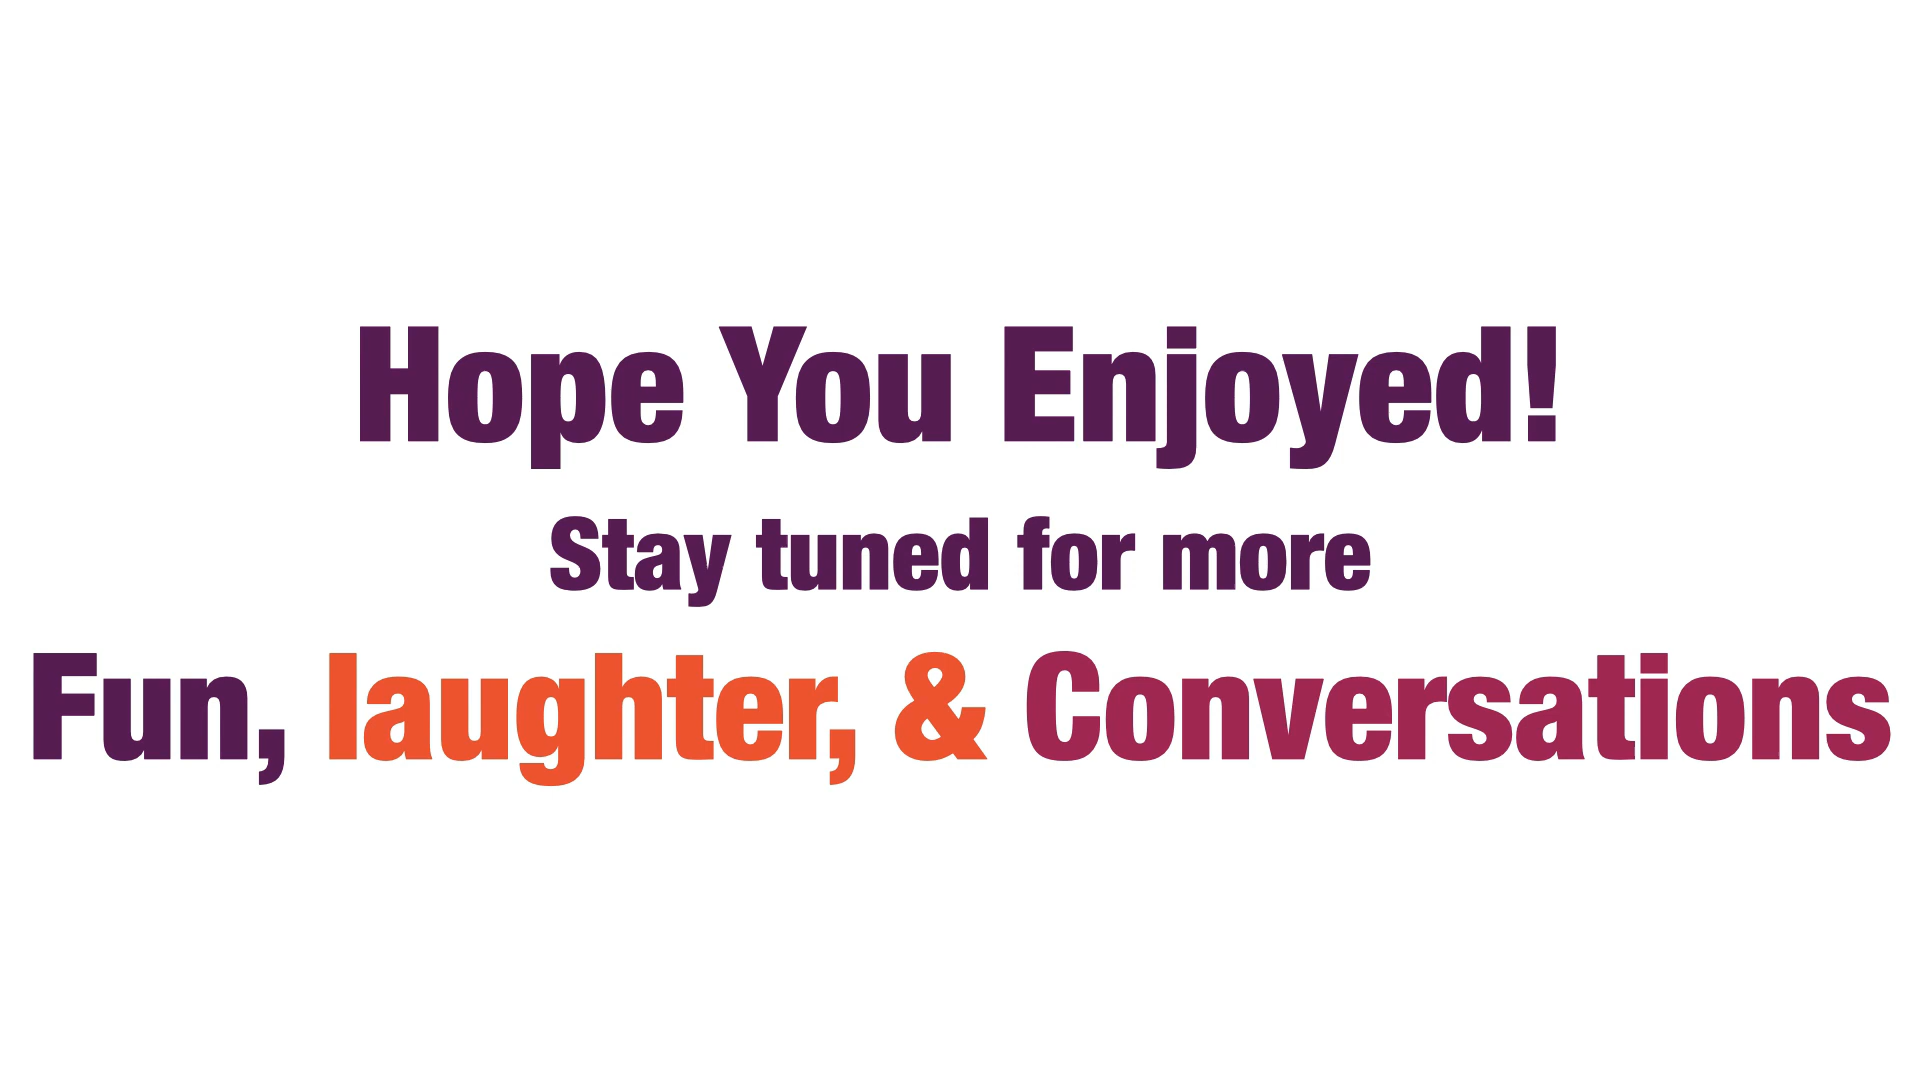 Hope You Enjoyed!
Stay tuned for more
Fun, laughter, & Conversations